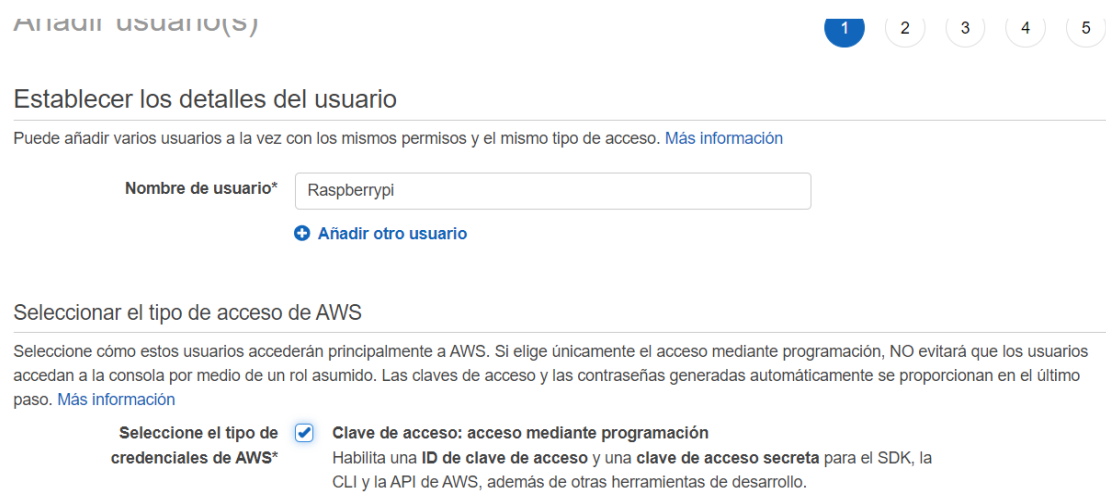 Añadir usuario(s)
1 2 3 4 5
Establecer los detalles del usuario
Puede añadir varios usuarios a la vez con los mismos permisos y el mismo tipo de acceso. Más información
Nombre de usuario* Raspberrypi
Añadir otro usuario
Seleccionar el tipo de acceso de AWS
Seleccione cómo estos usuarios accederán principalmente a AWS. Si elige únicamente el acceso mediante programación, NO evitará que los usuarios
accedan a la consola por medio de un rol asumido. Las claves de acceso y las contraseñas generadas automáticamente se proporcionan en el último
paso. Más información
Seleccione el tipo de Clave de acceso: acceso mediante programación
credenciales de AWS* Habilita una ID de clave de acceso y una clave de acceso secreta para el SDK, la
CLI y la API de AWS, además de otras herramientas de desarrollo.